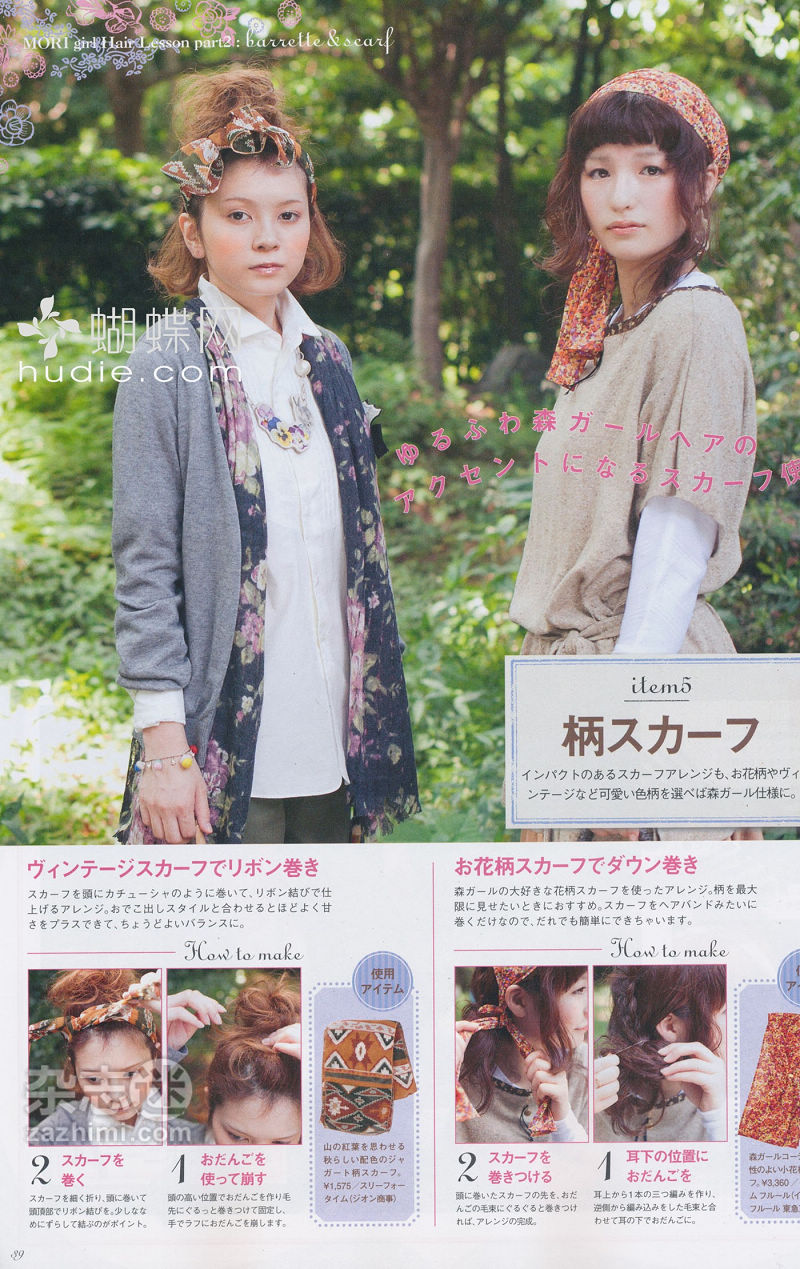 MORI girl Hair Lesson part2 : barrette & scarf
蝴蝶网
hudie.com
ゆるふわ森ガールヘアの
アクセントになるスカーフ使
item5
柄スカーフ
インパクトのあるスカーフアレンジも、お花柄やヴィ
ンテージなど可愛い色柄を選べば森ガール仕様に。
ヴィンテージスカーフでリボン巻き
スカーフを頭にカチューシャのように巻いて、リボン結びで仕
上げるアレンジ。おでこ出しスタイルと合わせるとほどよく甘
さをプラスできて、ちょうどよいバランスに。
How to make
使用
アイテム
山の紅葉を思わせる
秋らしい配色のジャ
ガード柄スカーフ。
¥1,575／スリーフォー
タイム(ジオン商事)
1 おだんごを
使って崩す
頭の高い位置でおだんごを作り毛
先にぐるっと巻きつけて固定し、
手でラフにおだんごを崩します。
2 スカーフを
巻く
スカーフを細く折り、頭に巻いて
頭頂部でリボン結びを。少しなな
めにずらして結ぶのがポイント。
杂志迷
zazhimi.com
お花柄スカーフでダウン巻き
森ガールの大好きな花柄スカーフを使ったアレンジ。柄を最大
限に見せたいときにおすすめ。スカーフをヘアバンドみたいに
巻くだけなので、だれでも簡単にできちゃいます。
How to make
使
アイ
森ガールコー
性のよい小花
フ。¥3,360／
ム フルール(イ
フルール 東急
1 耳下の位置に
おだんごを
耳上から1本の三つ編みを作り、
逆側から編み込みをした毛束と合
わせて耳の下でおだんごに。
2 スカーフを
巻きつける
頭に巻いたスカーフの先を、おだ
んごの毛束にぐるぐると巻きつけ
れば、アレンジの完成。
39